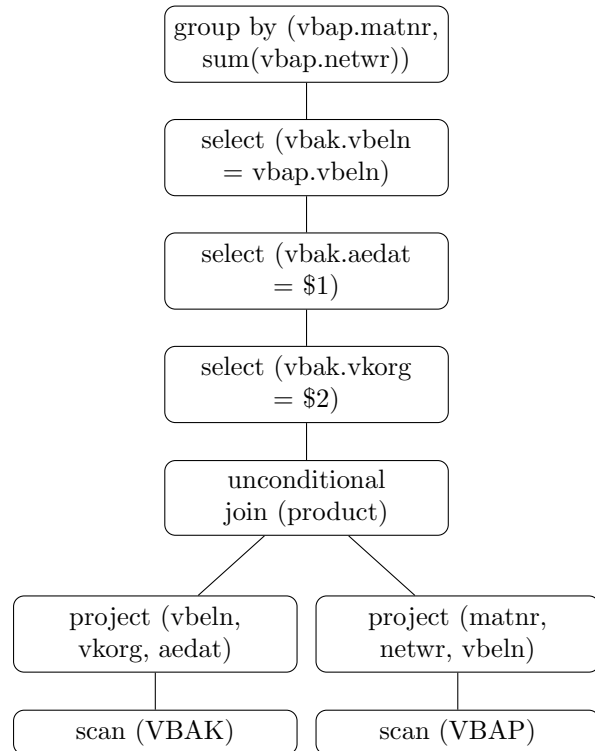 group by (vbap.matnr,
sum(vbap.netwr))
select (vbak.vbeln
= vbap.vbeln)
select (vbak.aedat
= $1)
select (vbak.vkorg
= $2)
unconditional
join (product)
project (vbeln,
vkorg, aedat)
project (matnr,
netwr, vbeln)
scan (VBAK)
scan (VBAP)